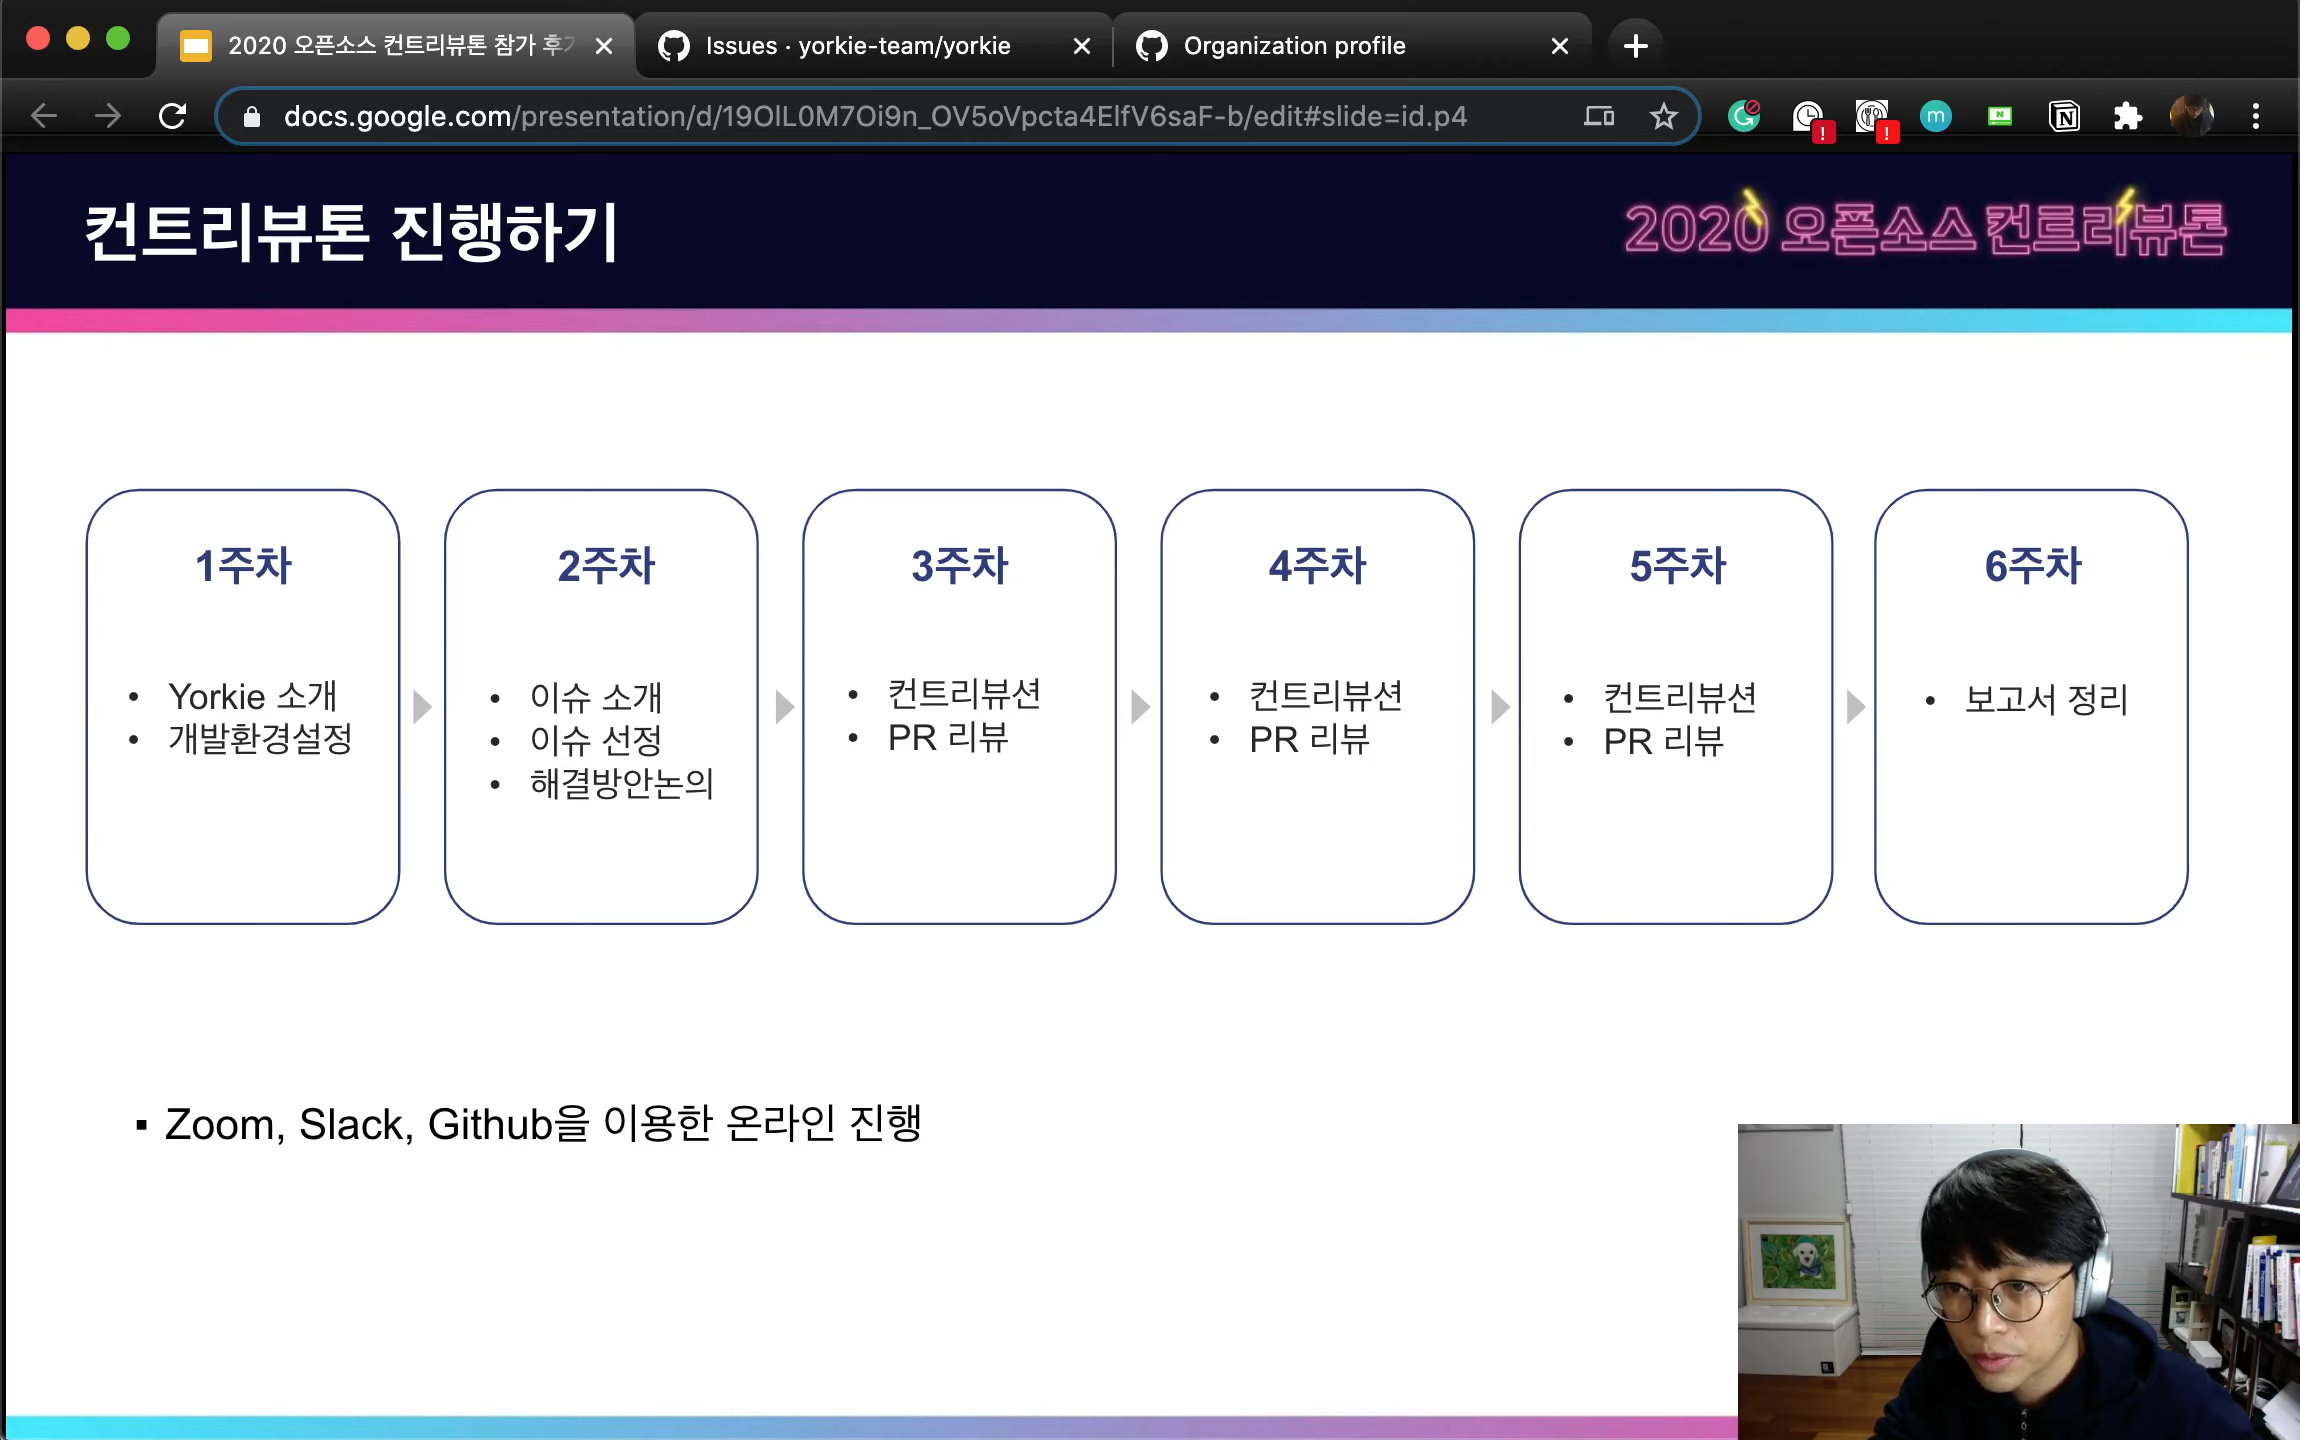 2020 오픈소스 컨트리뷰톤 참가 후기
Issues · yorkie-team/yorkie
Organization profile
docs.google.com/presentation/d/19OlL0M7Oi9n_OV5oVpcta4ElfV6saF-b/edit#slide=id.p4
컨트리뷰톤 진행하기
2020 오픈소스 컨트리뷰톤
1주차
• Yorkie 소개
• 개발환경설정
2주차
• 이슈 소개
• 이슈 선정
• 해결방안논의
3주차
• 컨트리뷰션
• PR 리뷰
4주차
• 컨트리뷰션
• PR 리뷰
5주차
• 컨트리뷰션
• PR 리뷰
6주차
• 보고서 정리
▪ Zoom, Slack, Github을 이용한 온라인 진행